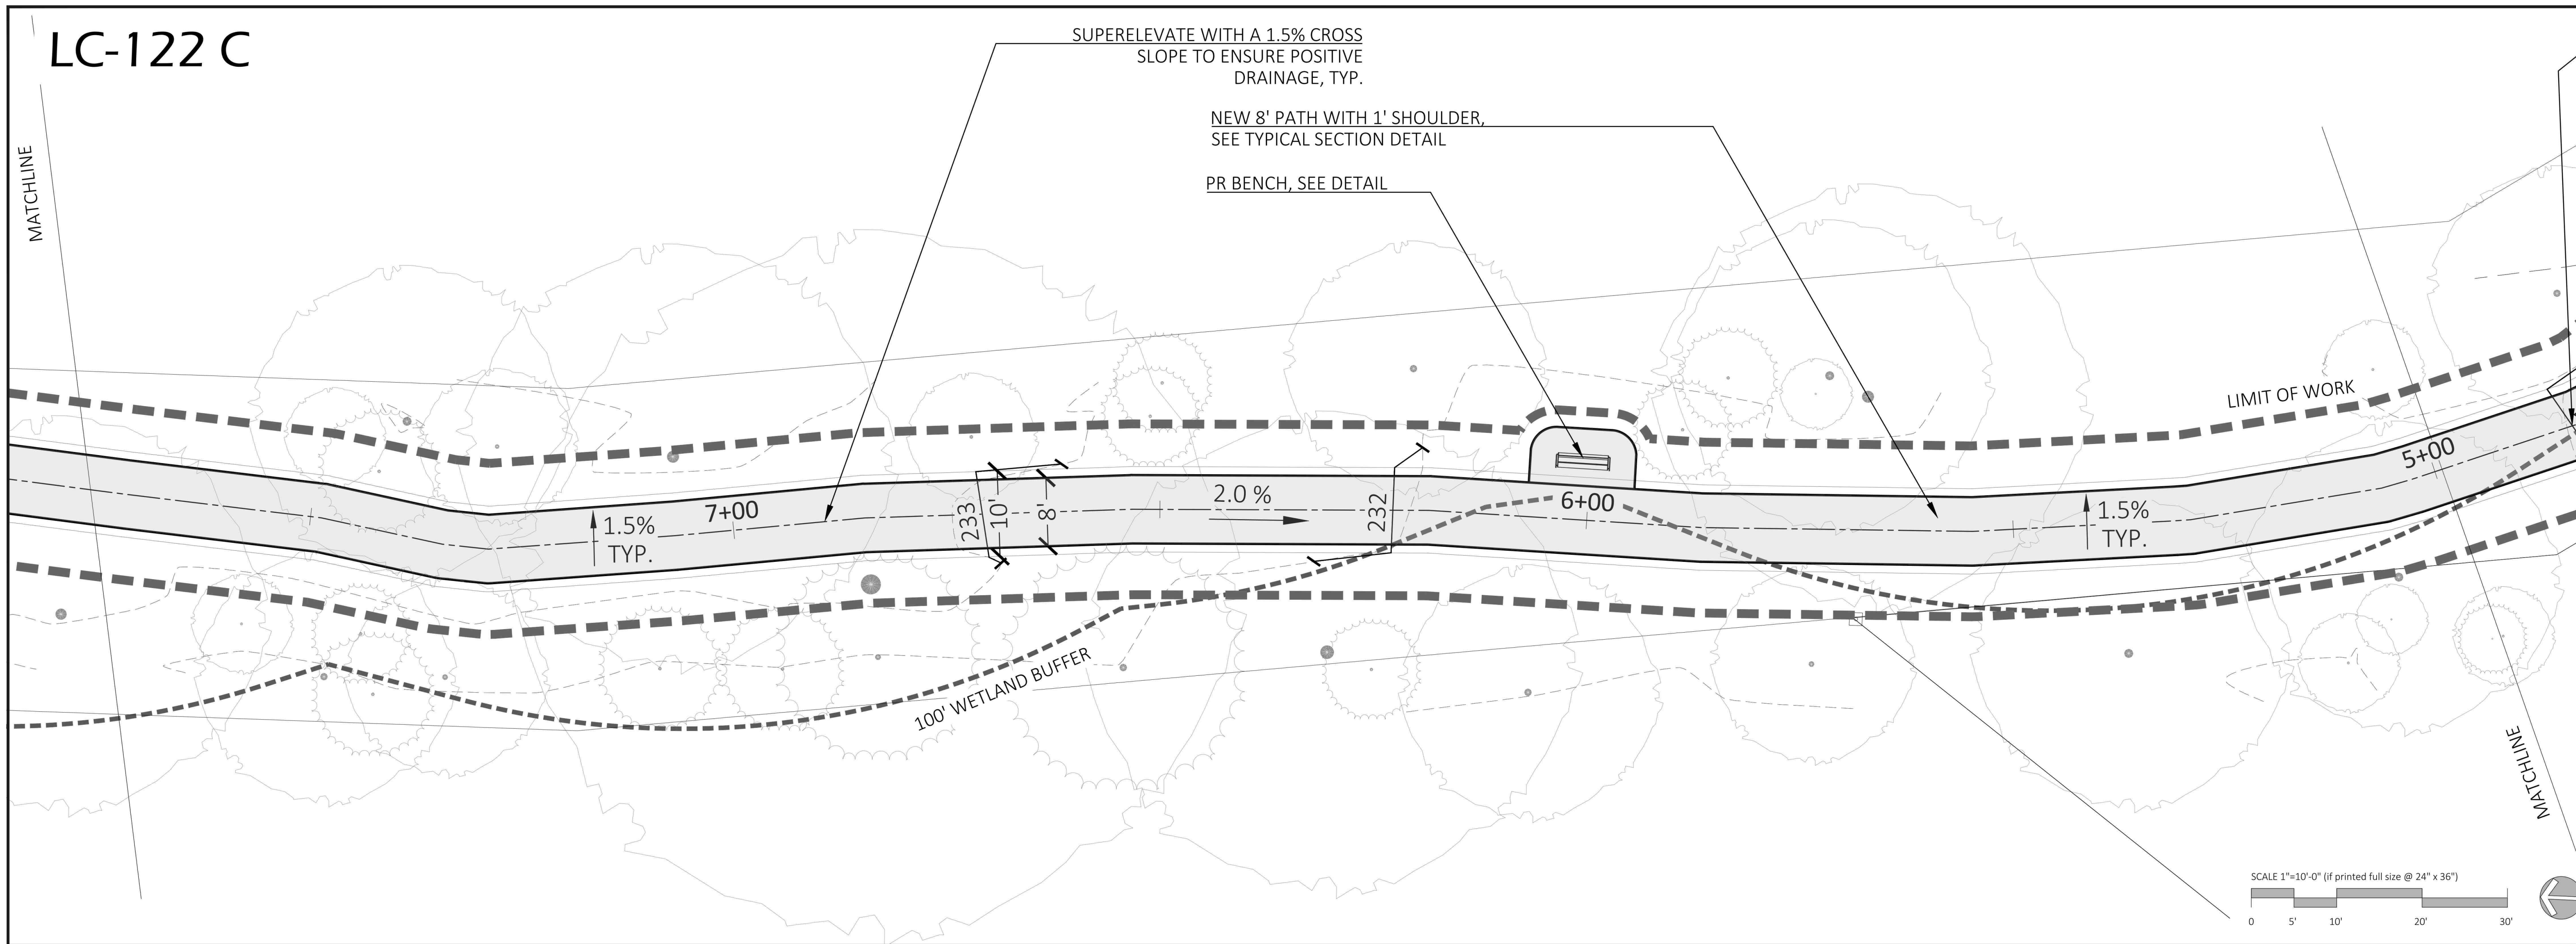 LC-122 C
SUPERELEVATE WITH A 1.5% CROSS
SLOPE TO ENSURE POSITIVE
DRAINAGE, TYP.
NEW 8' PATH WITH 1' SHOULDER,
SEE TYPICAL SECTION DETAIL
PR BENCH, SEE DETAIL
MATCHLINE
LIMIT OF WORK
1.5%
TYP.
7+00
233
10'
8'
2.0 %
232
6+00
1.5%
TYP.
5+00
100' WETLAND BUFFER
MATCHLINE
SCALE 1"=10'-0" (if printed full size @ 24" x 36")
0 5' 10' 20' 30'